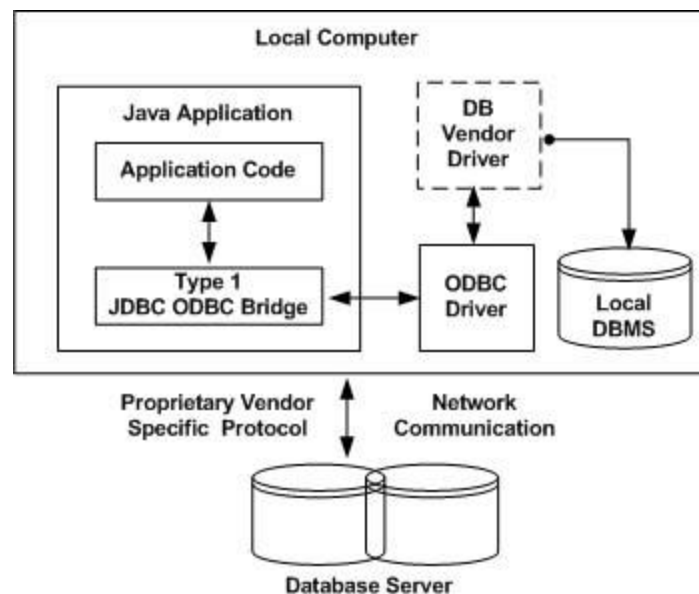 Local Computer
Java Application
Application Code
Type 1
JDBC ODBC Bridge
DB
Vendor
Driver
ODBC
Driver
Local
DBMS
Proprietary Vendor
Specific Protocol
Network
Communication
Database Server